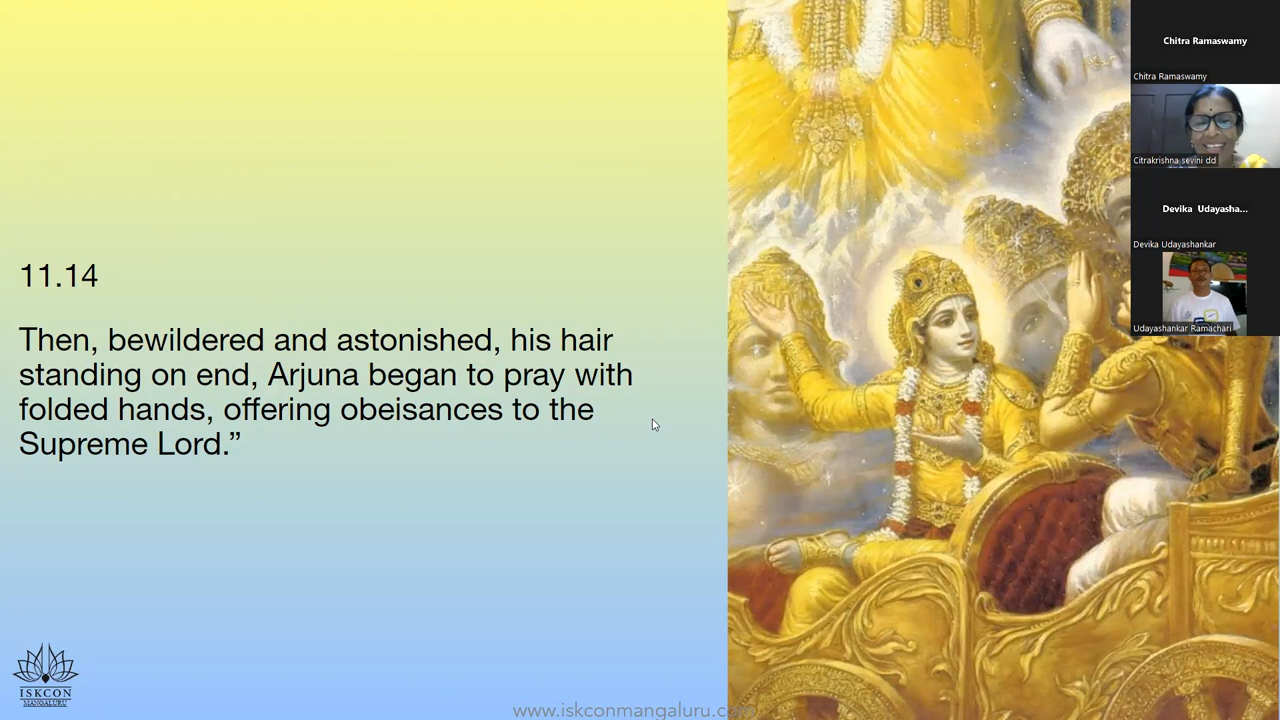 11.14
Then, bewildered and astonished, his hair
standing on end, Arjuna began to pray with
folded hands, offering obeisances to the
Supreme Lord.”
ISKCON
MANGALURU
www.iskconmangaluru.com
Chitra Ramaswamy
Chitra Ramaswamy
Citrakrishna sevini dd
Devika Udayasha...
Devika Udayashankar
Udayashankar Ramachari